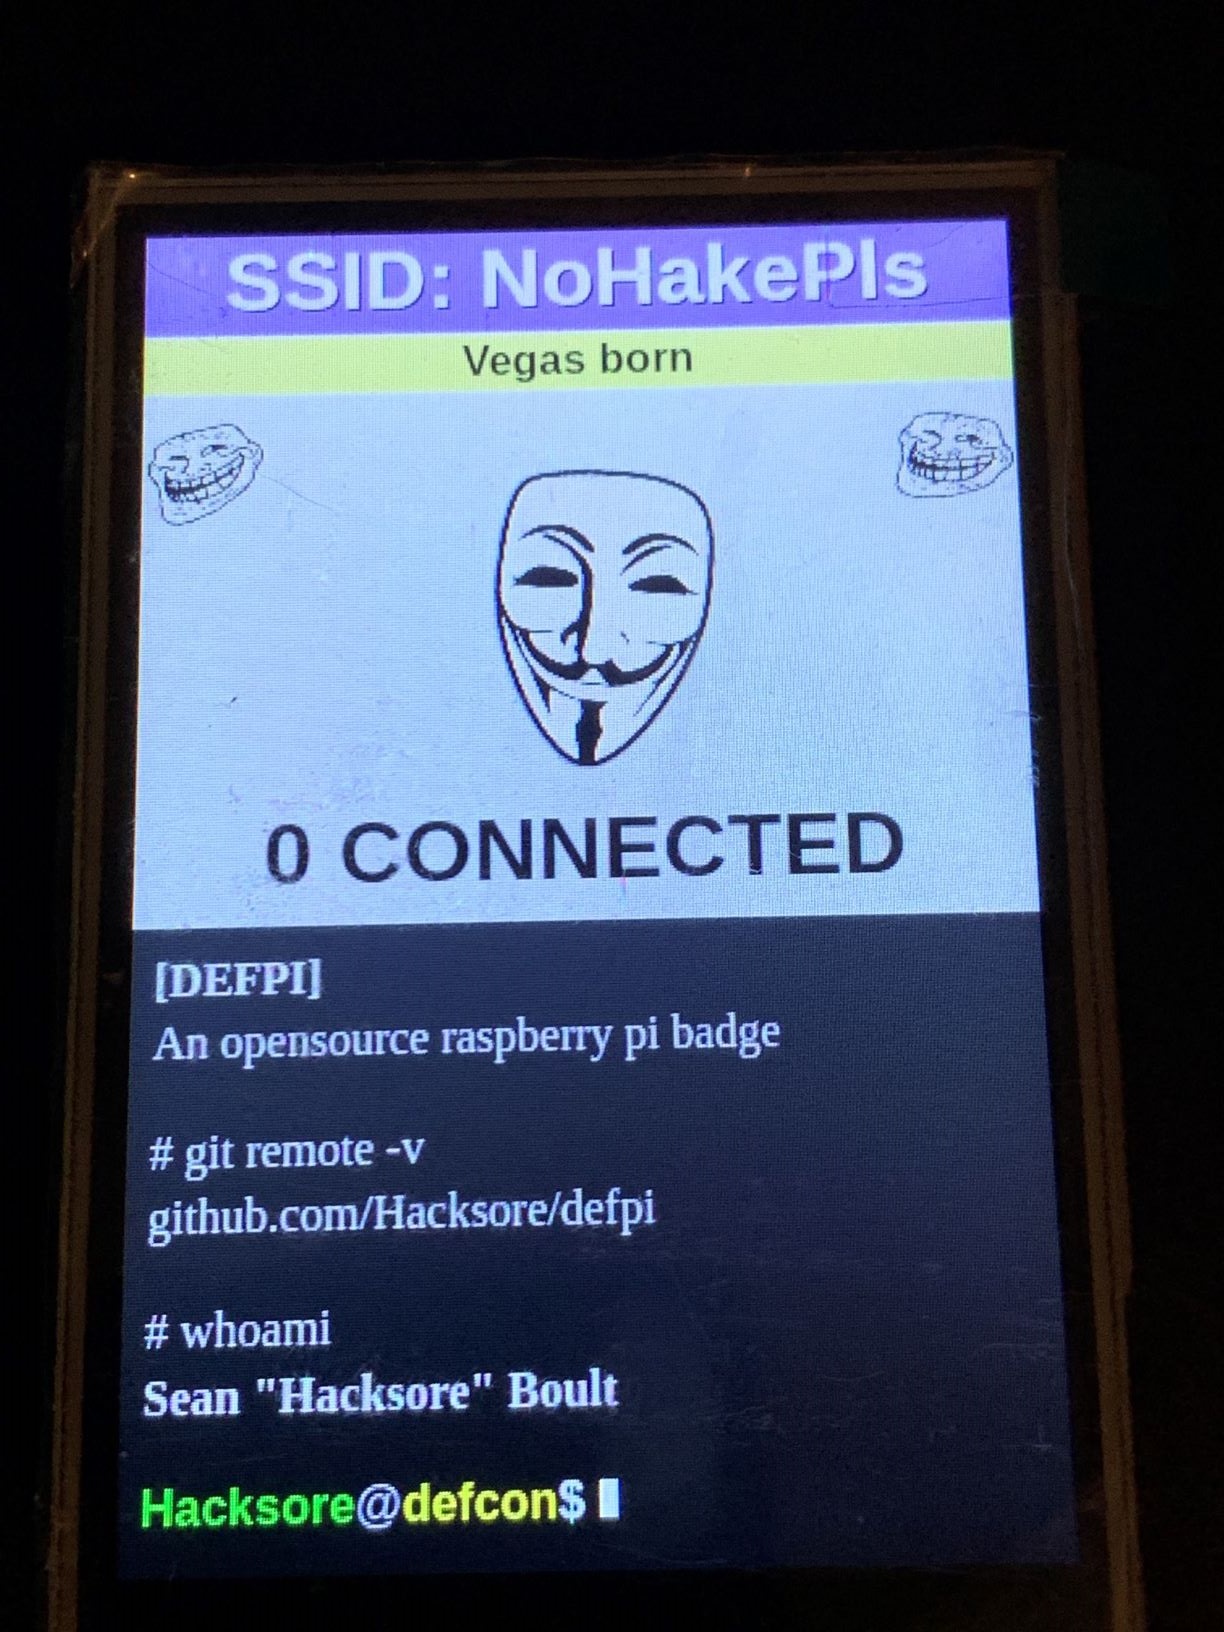 SSID: NoHakePls
Vegas born
0 CONNECTED
[DEFPI]
An opensource raspberry pi badge
# git remote -v
github.com/Hacksore/defpi
# whoami
Sean "Hacksore" Boult
Hacksore@defcon$